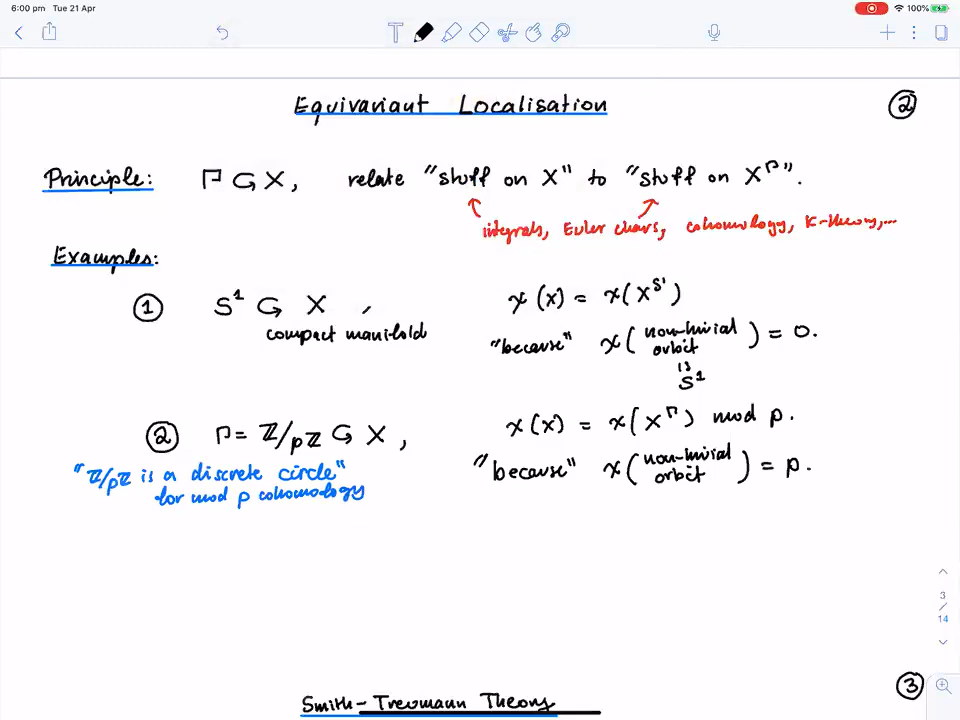 6:00 pm Tue 21 Apr
100%
Equivariant Localisation
②
Principle: Γ ↻ X, relate "stuff on X" to "stuff on X^Γ".
integrals, Euler chars, cohomology, K-theory,...
Examples:
① S¹ ↻ X , χ(X) = χ(X^{S¹})
compact manifold
"because" χ(non-trivial orbit) = 0.
is
S¹
② Γ = ℤ/pℤ ↻ X, χ(X) = χ(X^Γ) mod p.
"ℤ/pℤ is a discrete circle"
for mod p cohomology
"because" χ(non-trivial orbit) = p.
3
/
14
③
Smith-Treumann Theory